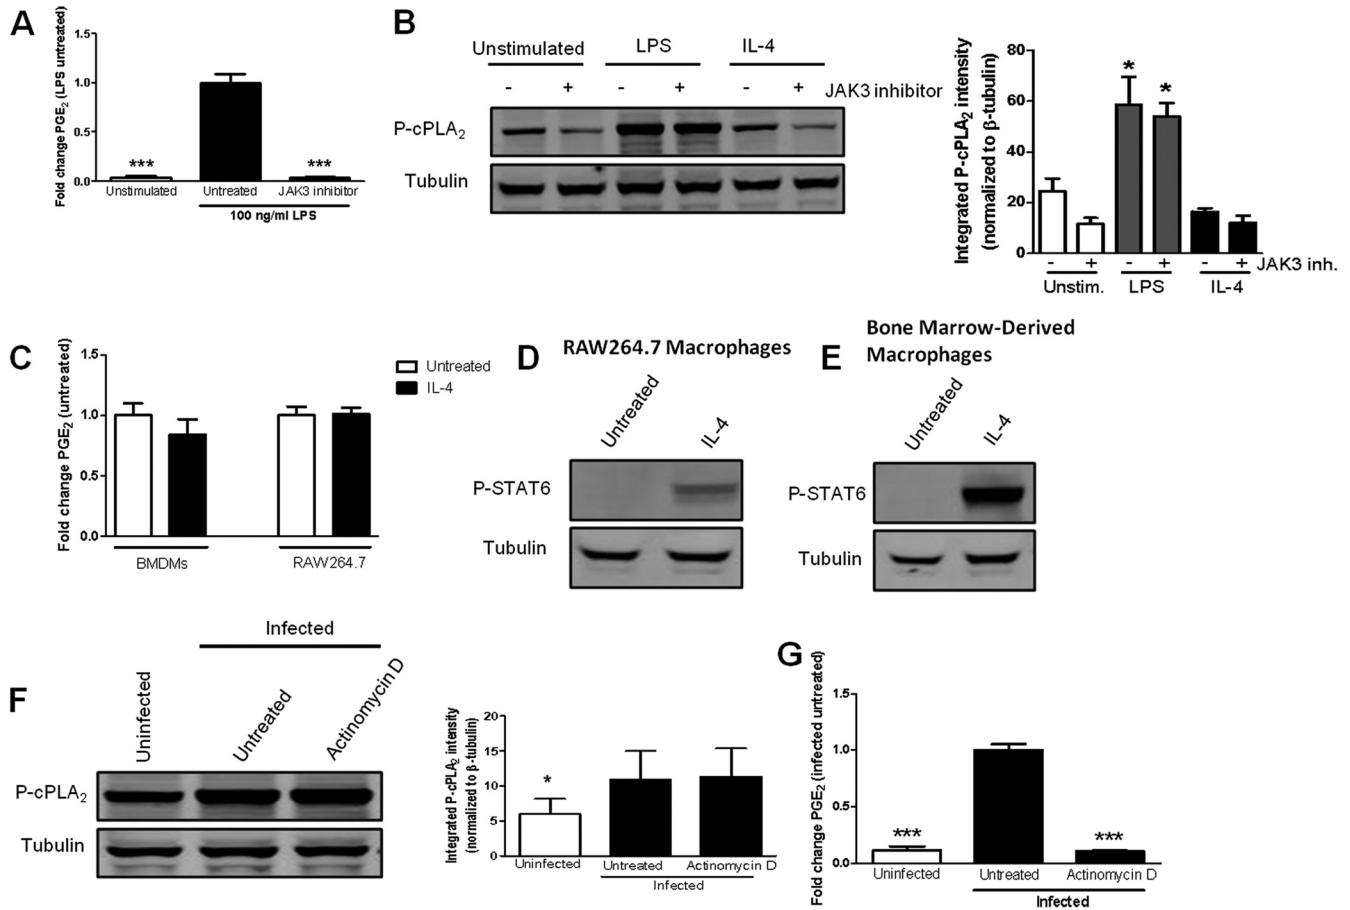 A
Fold change PGE2 (LPS untreated)
1.5
1.0
0.5
0.0
***
***
Unstimulated
Untreated
JAK3 inhibitor
100 ng/ml LPS
B
Unstimulated
LPS
IL-4
- + - + - + JAK3 inhibitor
P-cPLA2
Tubulin
Integrated P-cPLA2 intensity
(normalized to β-tubulin)
80
60
40
20
0
*
*
- + - + - + JAK3 inh.
Unstim.
LPS
IL-4
C
Fold change PGE2 (untreated)
1.5
1.0
0.5
0.0
BMDMs
RAW264.7
Untreated
IL-4
D
RAW264.7 Macrophages
Untreated
IL-4
P-STAT6
Tubulin
E
Bone Marrow-Derived
Macrophages
Untreated
IL-4
P-STAT6
Tubulin
F
Infected
Uninfected
Untreated
Actinomycin D
P-cPLA2
Tubulin
Integrated P-cPLA2 intensity
(normalized to β-tubulin)
20
15
10
5
0
*
Uninfected
Untreated
Actinomycin D
Infected
G
Fold change PGE2 (infected untreated)
1.5
1.0
0.5
0.0
***
***
Uninfected
Untreated
Actinomycin D
Infected